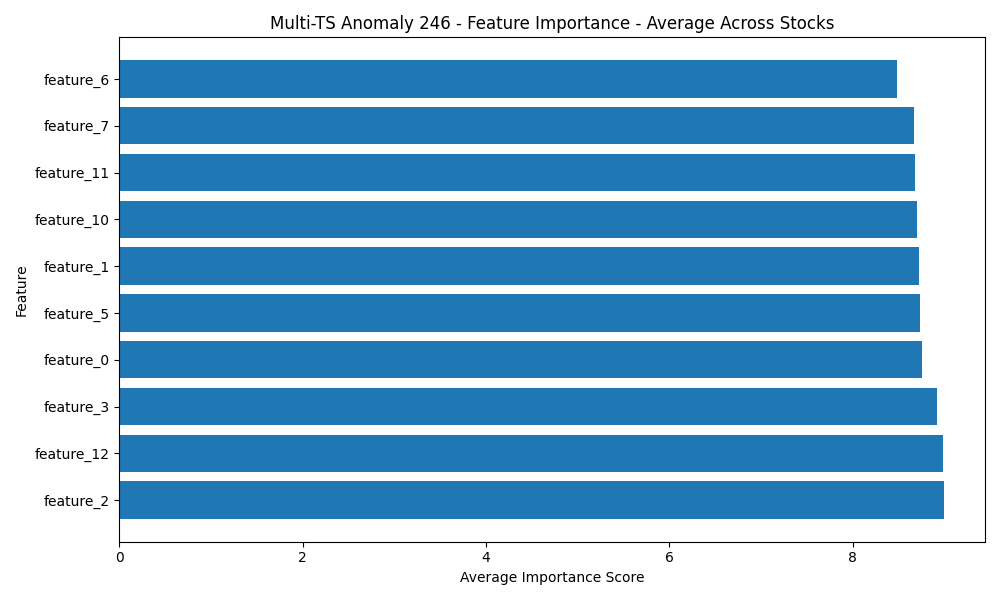 Multi-TS Anomaly 246 - Feature Importance - Average Across Stocks
Feature
feature_6
feature_7
feature_11
feature_10
feature_1
feature_5
feature_0
feature_3
feature_12
feature_2
0 2 4 6 8
Average Importance Score